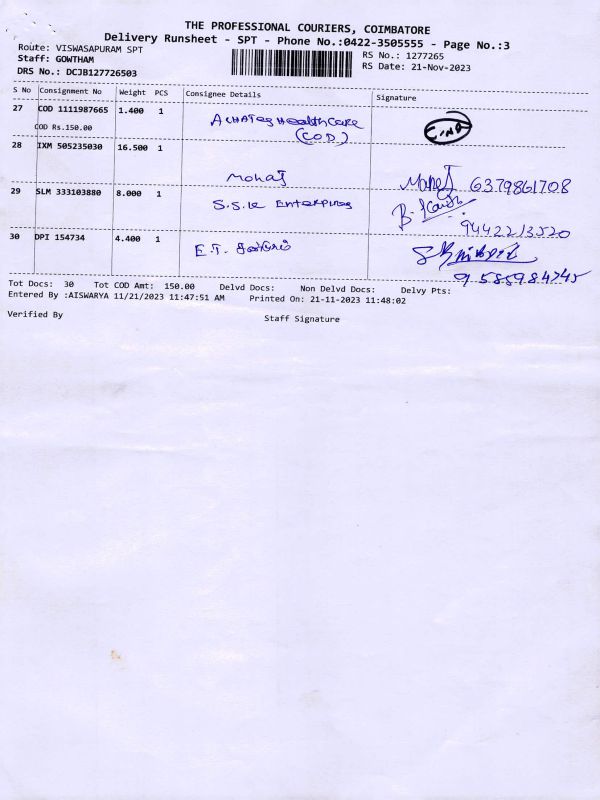 THE PROFESSIONAL COURIERS, COIMBATORE
Delivery Runsheet - SPT - Phone No.:0422-3505555 - Page No.:3
Route: VISWASAPURAM SPT
RS No.: 1277265
Staff: GOWTHAM
RS Date: 21-Nov-2023
DRS No.: DCJB127726503
S No Consignment No Weight PCS Consignee Details Signature
27 COD 1111987665 1.400 1
COD Rs.150.00
Healthcare
(COD)
28 IXM 505235030 16.500 1
Mohaj
6379861708
29 SLM 333103880 8.000 1
S.S.K Enterprises
9442213520
30 DPI 154734 4.400 1
E.T.
9585984745
Tot Docs: 30 Tot COD Amt: 150.00 Delvd Docs: Non Delvd Docs: Delvy Pts:
Entered By :AISWARYA 11/21/2023 11:47:51 AM Printed On: 21-11-2023 11:48:02
Verified By
Staff Signature